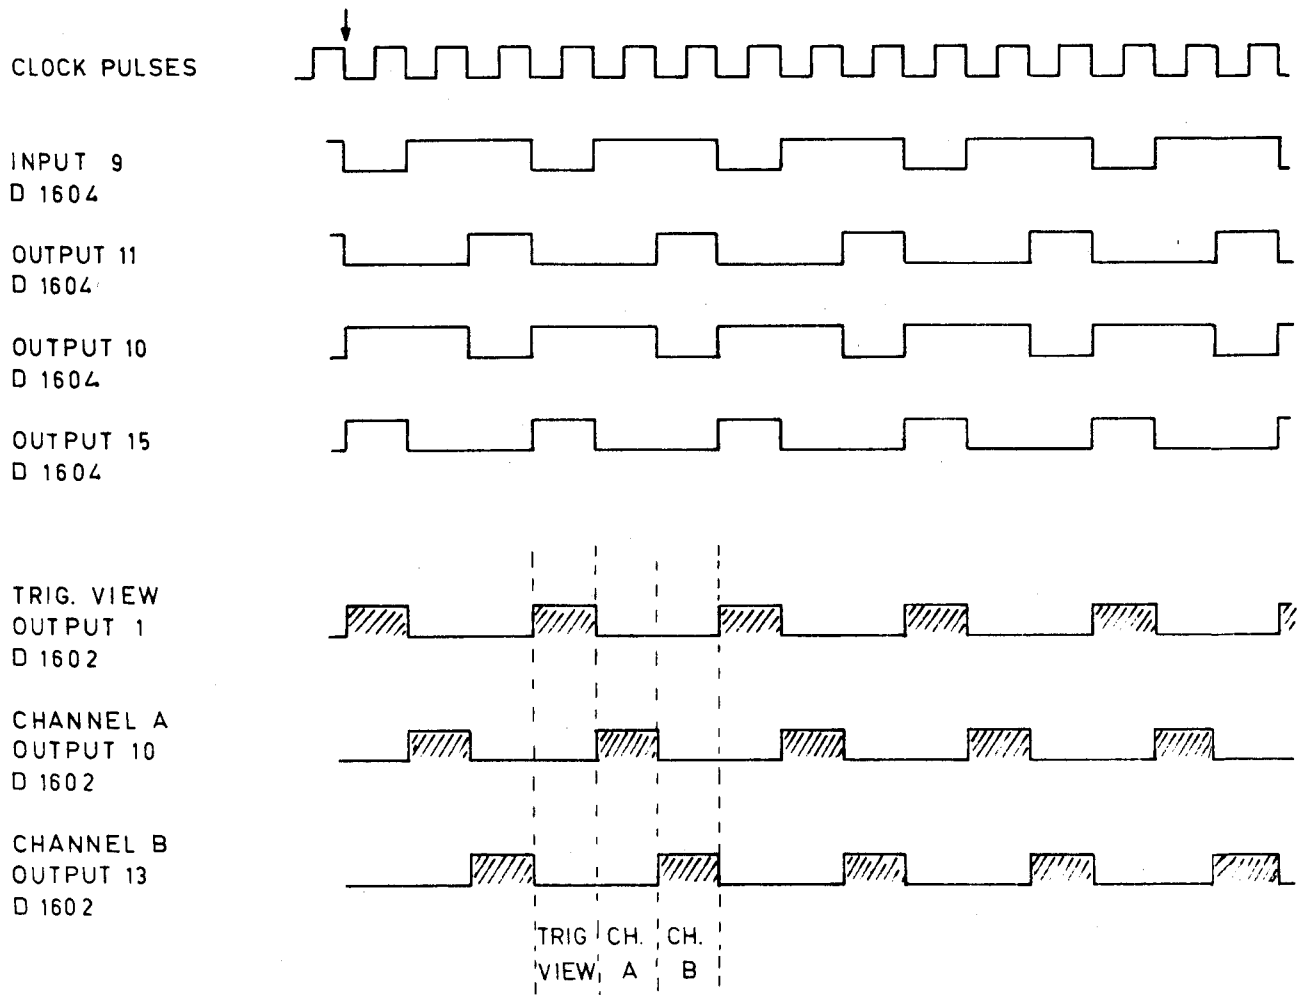 CLOCK PULSES
INPUT 9
D 1604
OUTPUT 11
D 1604
OUTPUT 10
D 1604
OUTPUT 15
D 1604
TRIG. VIEW
OUTPUT 1
D 1602
CHANNEL A
OUTPUT 10
D 1602
CHANNEL B
OUTPUT 13
D 1602
TRIG CH. CH.
VIEW A B